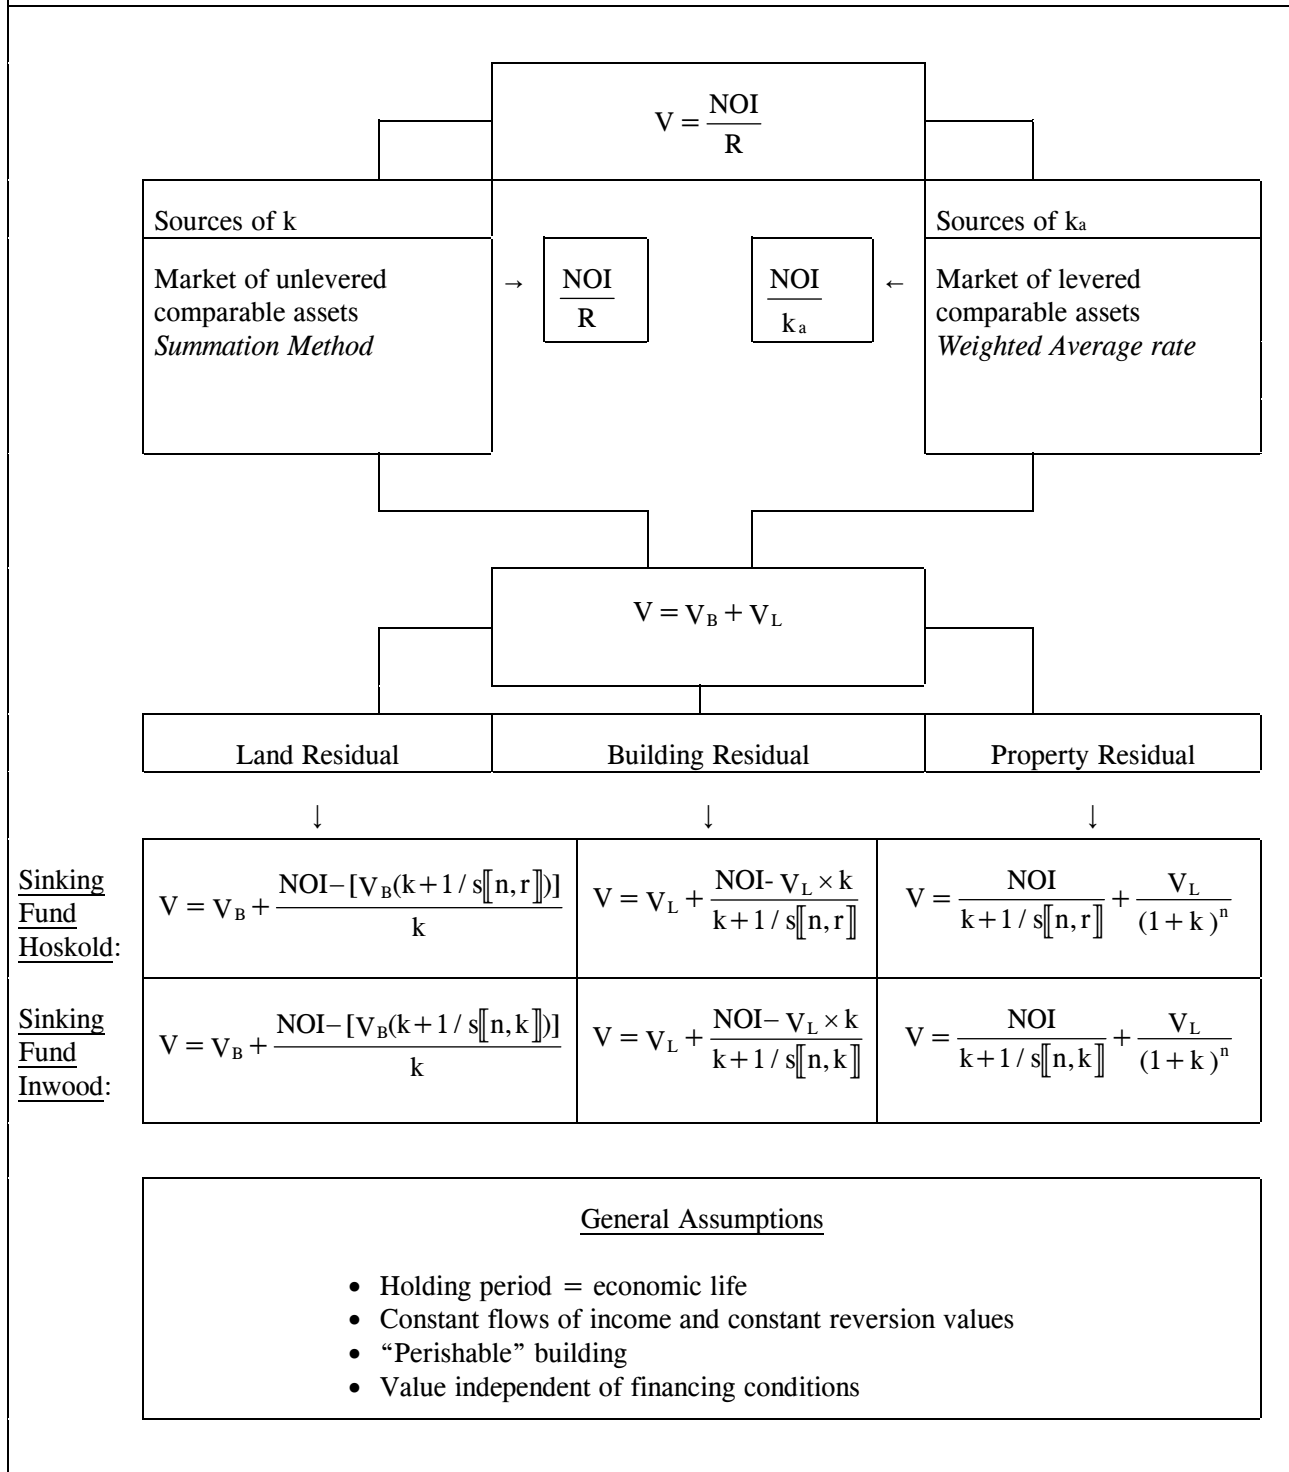 V = NOI / R
Sources of k
Sources of kₐ
Market of unlevered
comparable assets
Summation Method
→
NOI / R
NOI / kₐ
←
Market of levered
comparable assets
Weighted Average rate
V = V_B + V_L
Land Residual
Building Residual
Property Residual
↓ ↓ ↓
Sinking
Fund
Hoskold:
V = V_B + NOI–[V_B(k+1/s⟦n,r⟧)] / k
V = V_L + NOI- V_L × k / k+1/s⟦n,r⟧
V = NOI / k+1/s⟦n,r⟧ + V_L / (1+k)^n
Sinking
Fund
Inwood:
V = V_B + NOI–[V_B(k+1/s⟦n,k⟧)] / k
V = V_L + NOI– V_L × k / k+1/s⟦n,k⟧
V = NOI / k+1/s⟦n,k⟧ + V_L / (1+k)^n
General Assumptions
• Holding period = economic life
• Constant flows of income and constant reversion values
• “Perishable” building
• Value independent of financing conditions